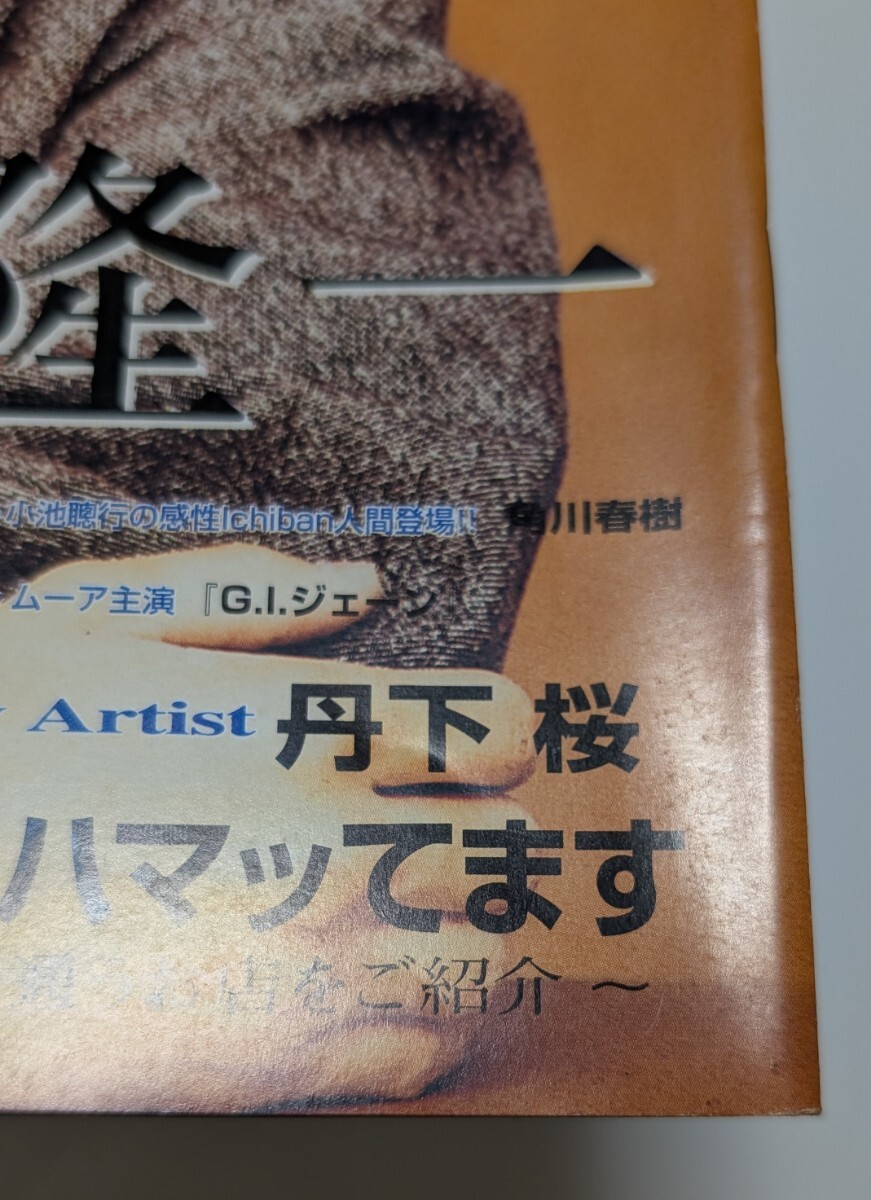 隆一
小池聰行の感性Ichiban人間登場!! 角川春樹
ムーア主演 『G.I.ジェーン
Artist 丹下 桜
ハマッてます
をご紹介 ～